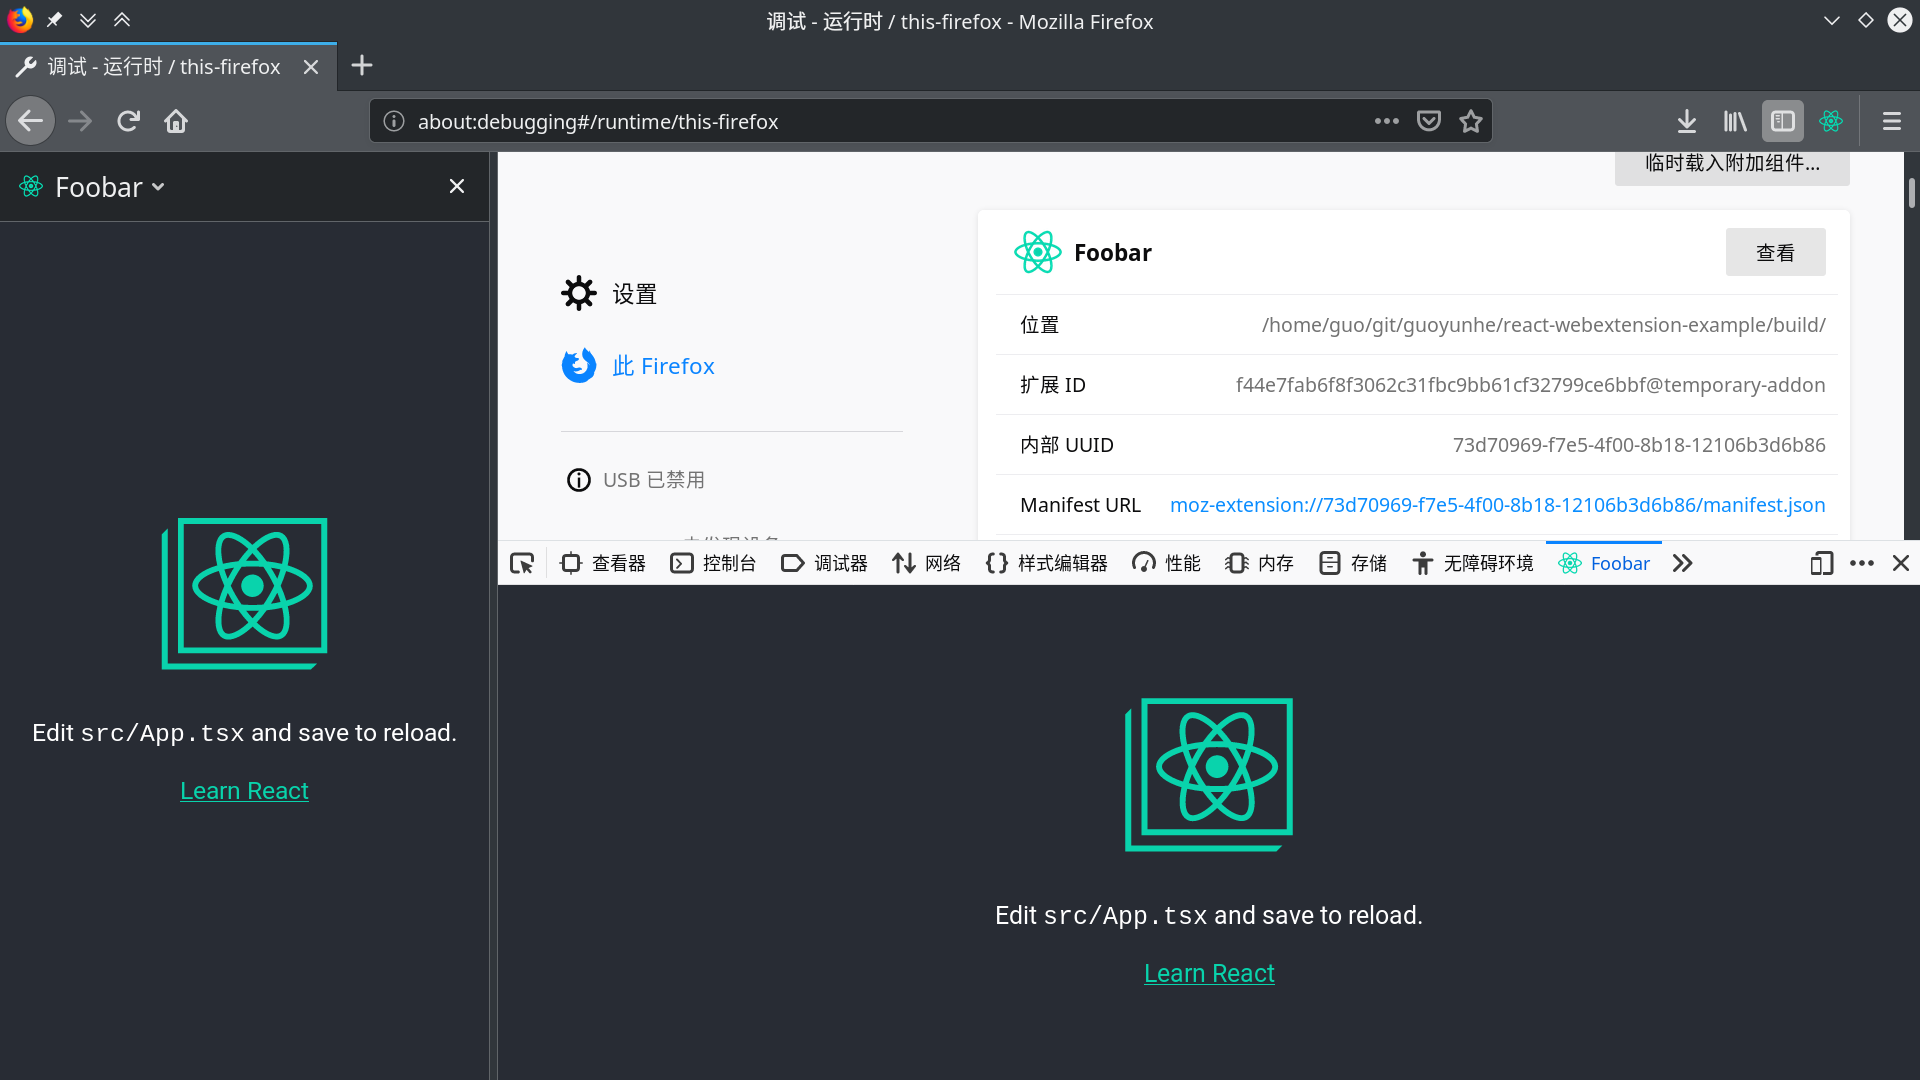 调试 - 运行时 / this-firefox - Mozilla Firefox
调试 - 运行时 / this-firefox
about:debugging#/runtime/this-firefox
Foobar
Edit src/App.tsx and save to reload.
Learn React
临时载入附加组件...
设置
此 Firefox
USB 已禁用
Foobar
查看
位置 /home/guo/git/guoyunhe/react-webextension-example/build/
扩展 ID f44e7fab6f8f3062c31fbc9bb61cf32799ce6bbf@temporary-addon
内部 UUID 73d70969-f7e5-4f00-8b18-12106b3d6b86
Manifest URL moz-extension://73d70969-f7e5-4f00-8b18-12106b3d6b86/manifest.json
查看器 控制台 调试器 网络 样式编辑器 性能 内存 存储 无障碍环境 Foobar
Edit src/App.tsx and save to reload.
Learn React